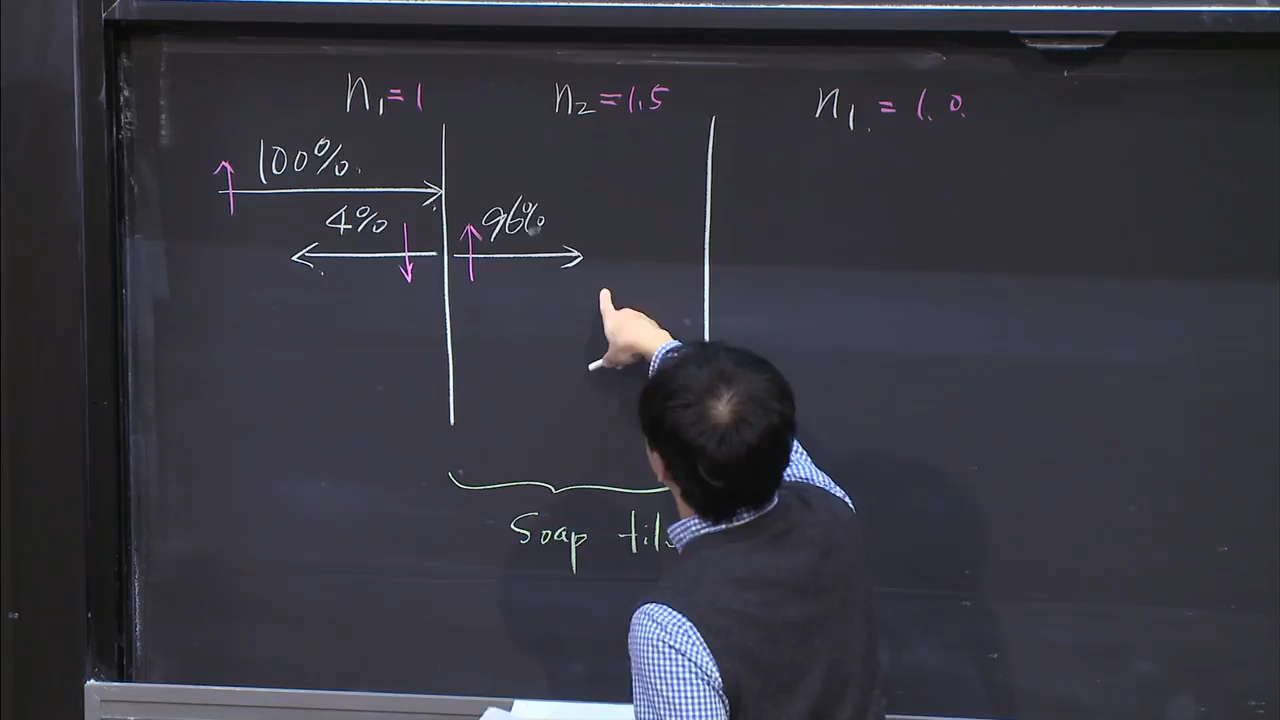 n₁ = 1
n₂ = 1.5
n₁ = 1.0
100%
4%
96%
Soap